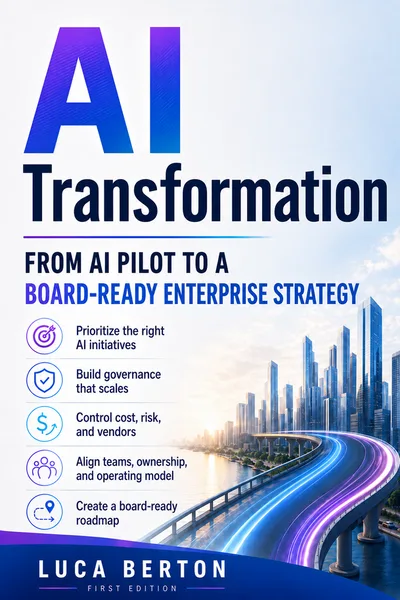 AI
Transformation
FROM AI PILOT TO A
BOARD-READY ENTERPRISE STRATEGY
Prioritize the right
AI initiatives
Build governance
that scales
$
Control cost, risk,
and vendors
Align teams, ownership,
and operating model
Create a board-ready
roadmap
LUCA BERTON
FIRST EDITION